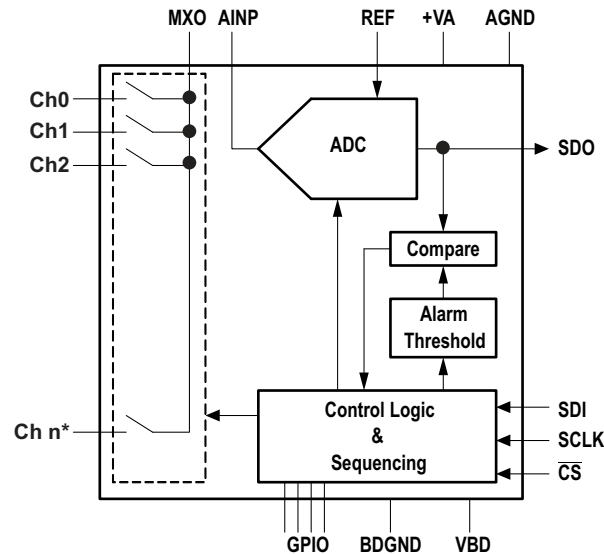 MXO AINP REF +VA AGND
Ch0
Ch1
Ch2
ADC
SDO
Compare
Alarm
Threshold
Ch n*
Control Logic
&
Sequencing
SDI
SCLK
C̅S̅
GPIO BDGND VBD